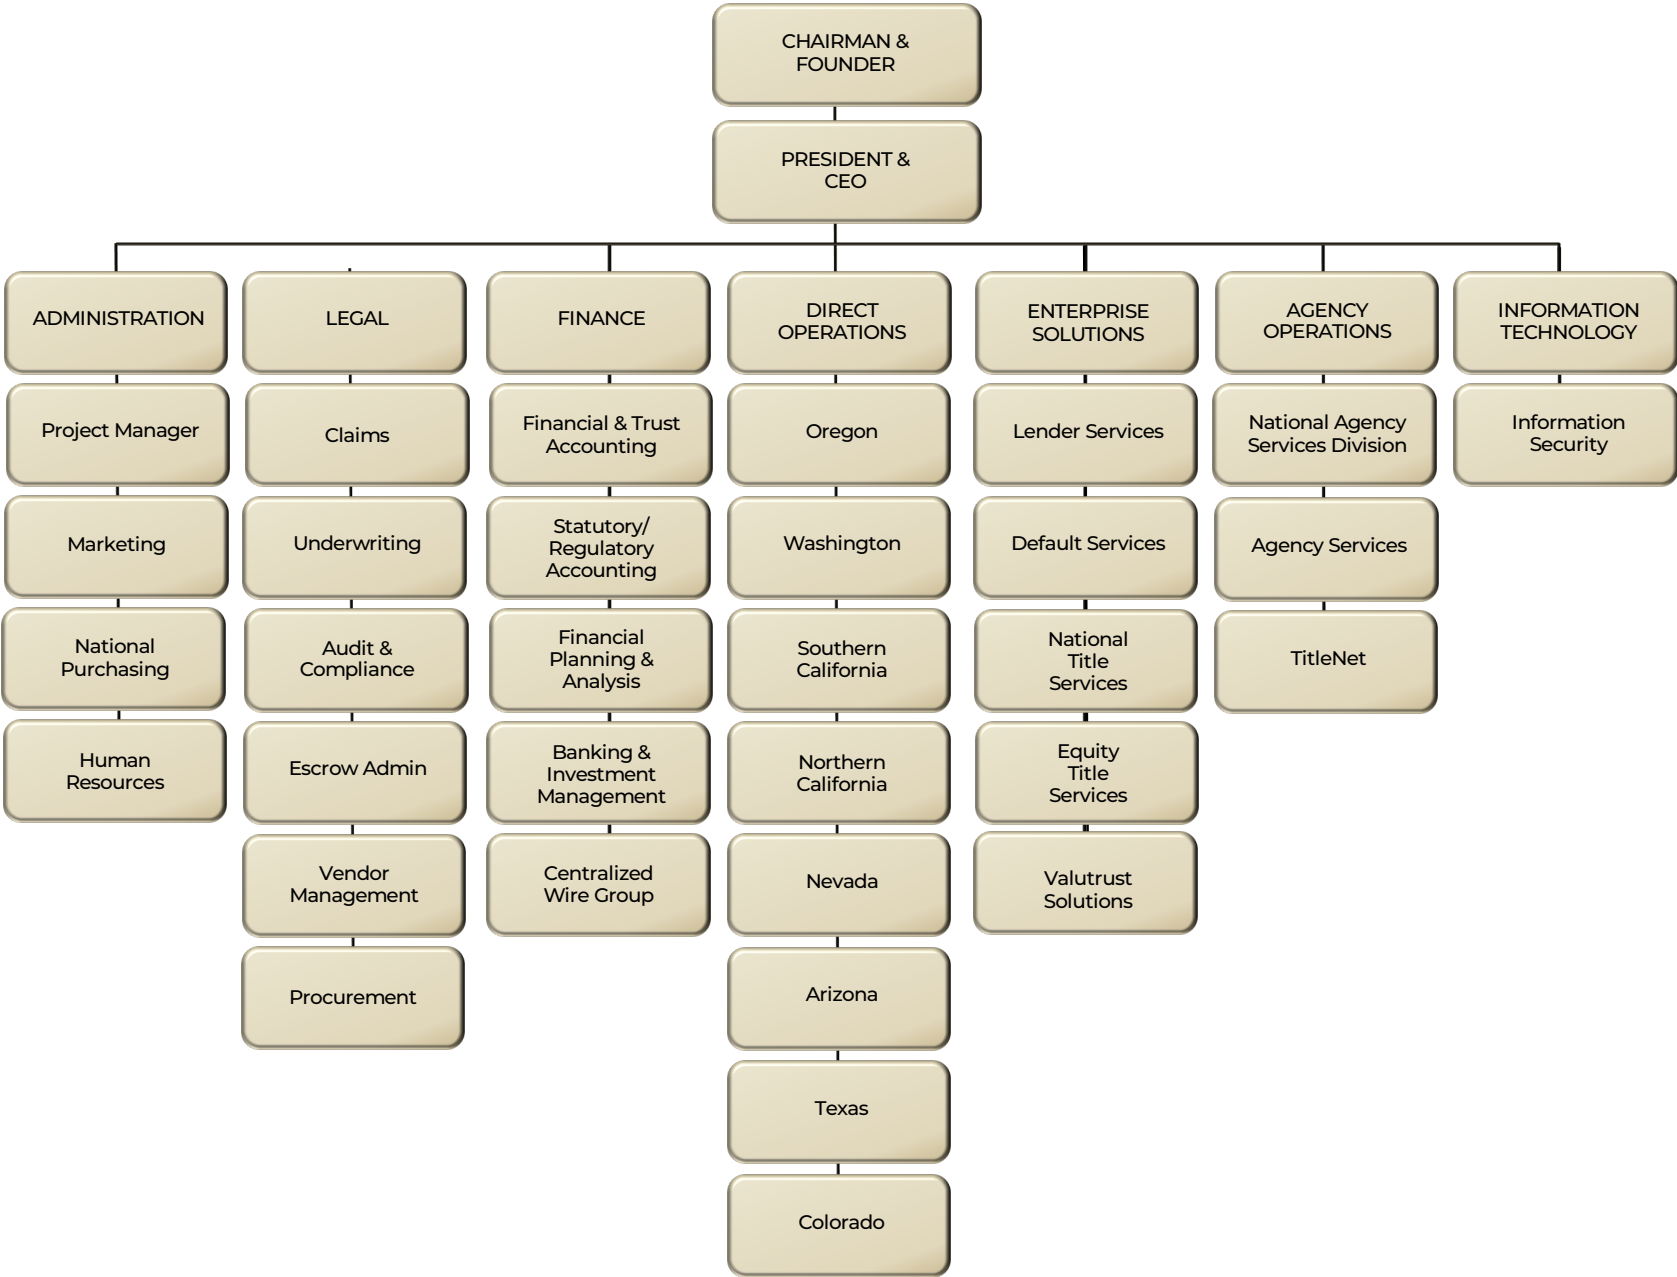 CHAIRMAN &
FOUNDER
PRESIDENT &
CEO
ADMINISTRATION
Project Manager
Marketing
National
Purchasing
Human
Resources
LEGAL
Claims
Underwriting
Audit &
Compliance
Escrow Admin
Vendor
Management
Procurement
FINANCE
Financial & Trust
Accounting
Statutory/
Regulatory
Accounting
Financial
Planning &
Analysis
Banking &
Investment
Management
Centralized
Wire Group
DIRECT
OPERATIONS
Oregon
Washington
Southern
California
Northern
California
Nevada
Arizona
Texas
Colorado
ENTERPRISE
SOLUTIONS
Lender Services
Default Services
National
Title
Services
Equity
Title
Services
Valutrust
Solutions
AGENCY
OPERATIONS
National Agency
Services Division
Agency Services
TitleNet
INFORMATION
TECHNOLOGY
Information
Security